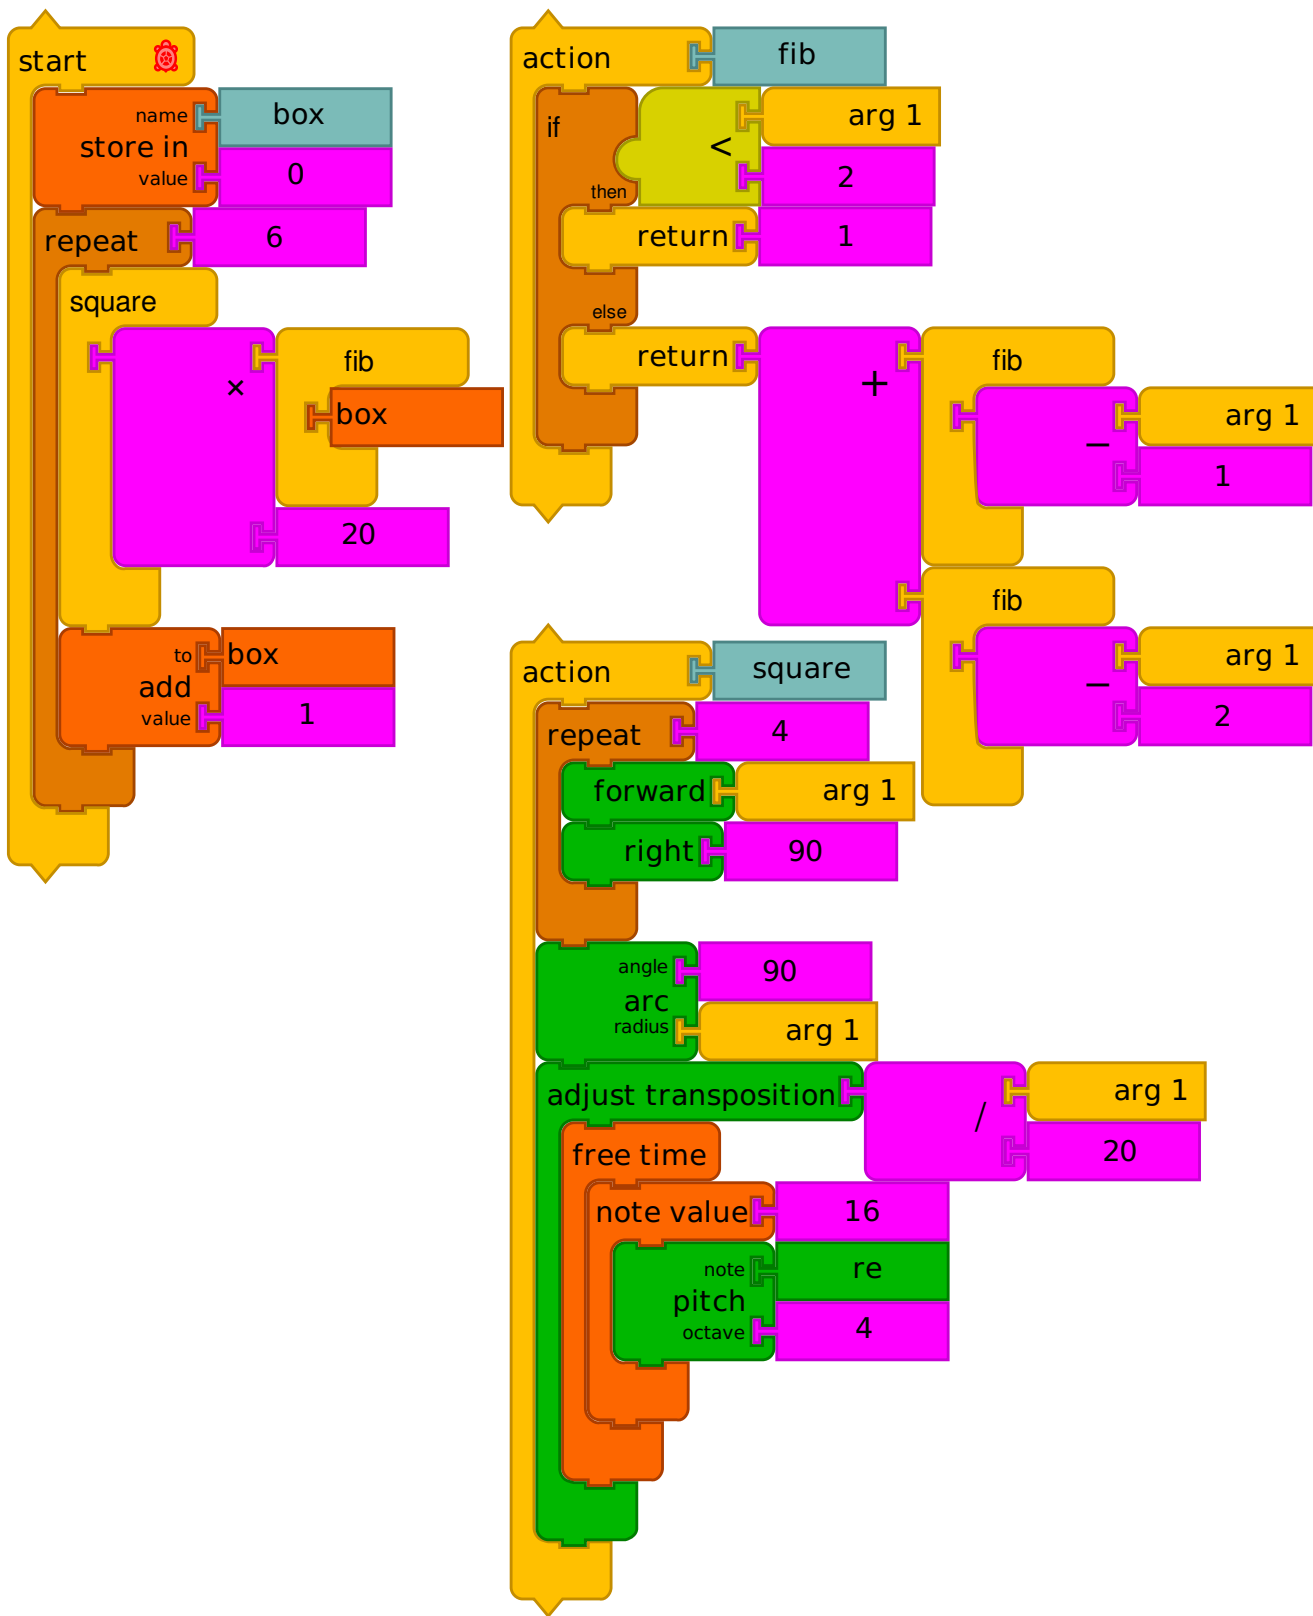 start
name box
store in
value 0
repeat 6
square
× fib
box
20
to box
add
value 1
action fib
if < arg 1
2
then
return 1
else
return + fib
− arg 1
1
fib
− arg 1
2
action square
repeat 4
forward arg 1
right 90
angle 90
arc
radius arg 1
adjust transposition / arg 1
20
free time
note value 16
note re
pitch
octave 4